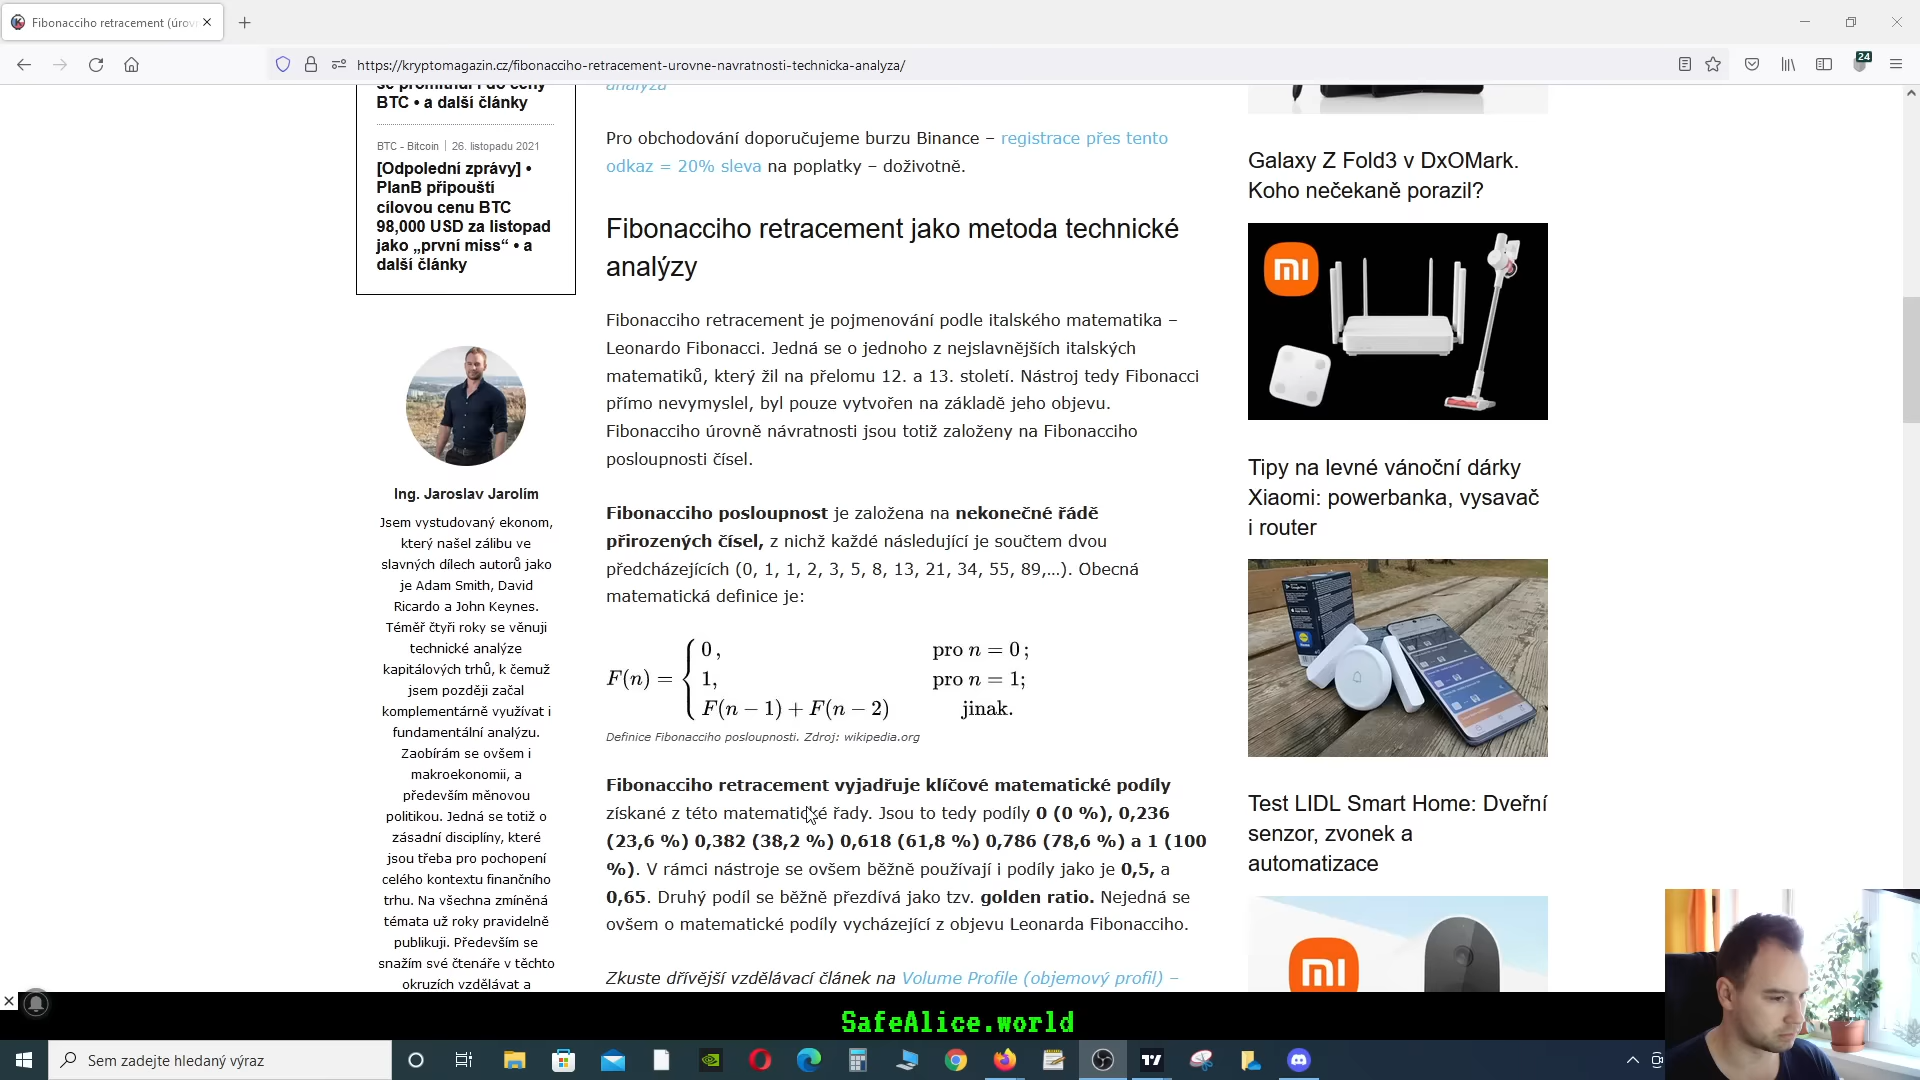 Fibonacciho retracement (úrov
https://kryptomagazin.cz/fibonacciho-retracement-urovne-navratnosti-technicka-analyza/
24
BTC • a další články
BTC - Bitcoin | 26. listopadu 2021
[Odpolední zprávy] •
PlanB připouští
cílovou cenu BTC
98,000 USD za listopad
jako „první miss“ • a
další články
Ing. Jaroslav Jarolím
Jsem vystudovaný ekonom,
který našel zálibu ve
slavných dílech autorů jako
je Adam Smith, David
Ricardo a John Keynes.
Téměř čtyři roky se věnuji
technické analýze
kapitálových trhů, k čemuž
jsem později začal
komplementárně využívat i
fundamentální analýzu.
Zaobírám se ovšem i
makroekonomii, a
především měnovou
politikou. Jedná se totiž o
zásadní disciplíny, které
jsou třeba pro pochopení
celého kontextu finančního
trhu. Na všechna zmíněná
témata už roky pravidelně
publikuji. Především se
snažím své čtenáře v těchto
okruzích vzdělávat a
analýza
Pro obchodování doporučujeme burzu Binance – registrace přes tento
odkaz = 20% sleva na poplatky – doživotně.
Fibonacciho retracement jako metoda technické
analýzy
Fibonacciho retracement je pojmenování podle italského matematika –
Leonardo Fibonacci. Jedná se o jednoho z nejslavnějších italských
matematiků, který žil na přelomu 12. a 13. století. Nástroj tedy Fibonacci
přímo nevymyslel, byl pouze vytvořen na základě jeho objevu.
Fibonacciho úrovně návratnosti jsou totiž založeny na Fibonacciho
posloupnosti čísel.
Fibonacciho posloupnost je založena na nekonečné řádě
přirozených čísel, z nichž každé následující je součtem dvou
předcházejících (0, 1, 1, 2, 3, 5, 8, 13, 21, 34, 55, 89,…). Obecná
matematická definice je:
0 , pro n = 0 ;
F(n) = { 1, pro n = 1;
F(n − 1) + F(n − 2) jinak.
Definice Fibonacciho posloupnosti. Zdroj: wikipedia.org
Fibonacciho retracement vyjadřuje klíčové matematické podíly
získané z této matematické řady. Jsou to tedy podíly 0 (0 %), 0,236
(23,6 %) 0,382 (38,2 %) 0,618 (61,8 %) 0,786 (78,6 %) a 1 (100
%). V rámci nástroje se ovšem běžně používají i podíly jako je 0,5, a
0,65. Druhý podíl se běžně přezdívá jako tzv. golden ratio. Nejedná se
ovšem o matematické podíly vycházející z objevu Leonarda Fibonacciho.
Zkuste dřívější vzdělávací článek na Volume Profile (objemový profil) –
Galaxy Z Fold3 v DxOMark.
Koho nečekaně porazil?
Tipy na levné vánoční dárky
Xiaomi: powerbanka, vysavač
i router
Test LIDL Smart Home: Dveřní
senzor, zvonek a
automatizace
SafeAlice.world
Sem zadejte hledaný výraz